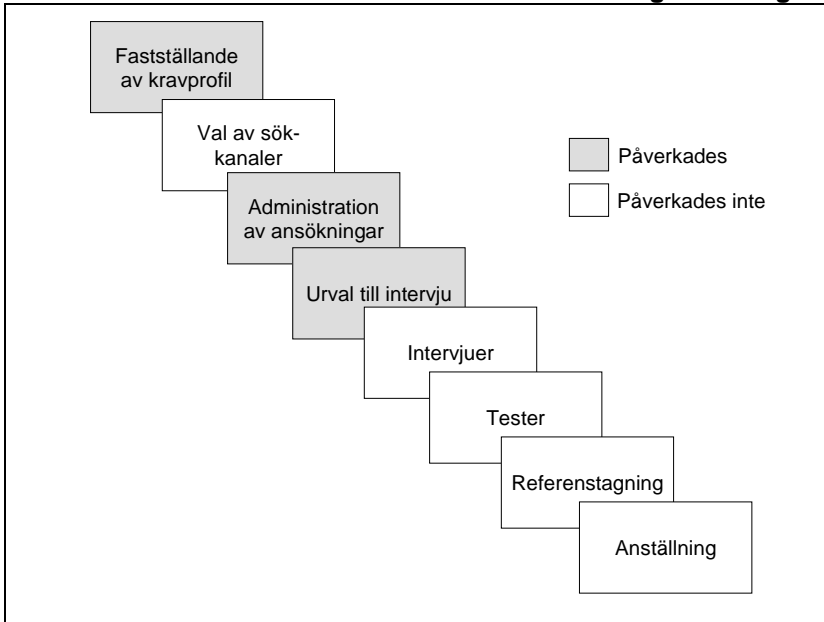 Fastställande
av kravprofil
Val av sök-
kanaler
Påverkades
Administration
av ansökningar
Påverkades inte
Urval till intervju
Intervjuer
Tester
Referenstagning
Anställning